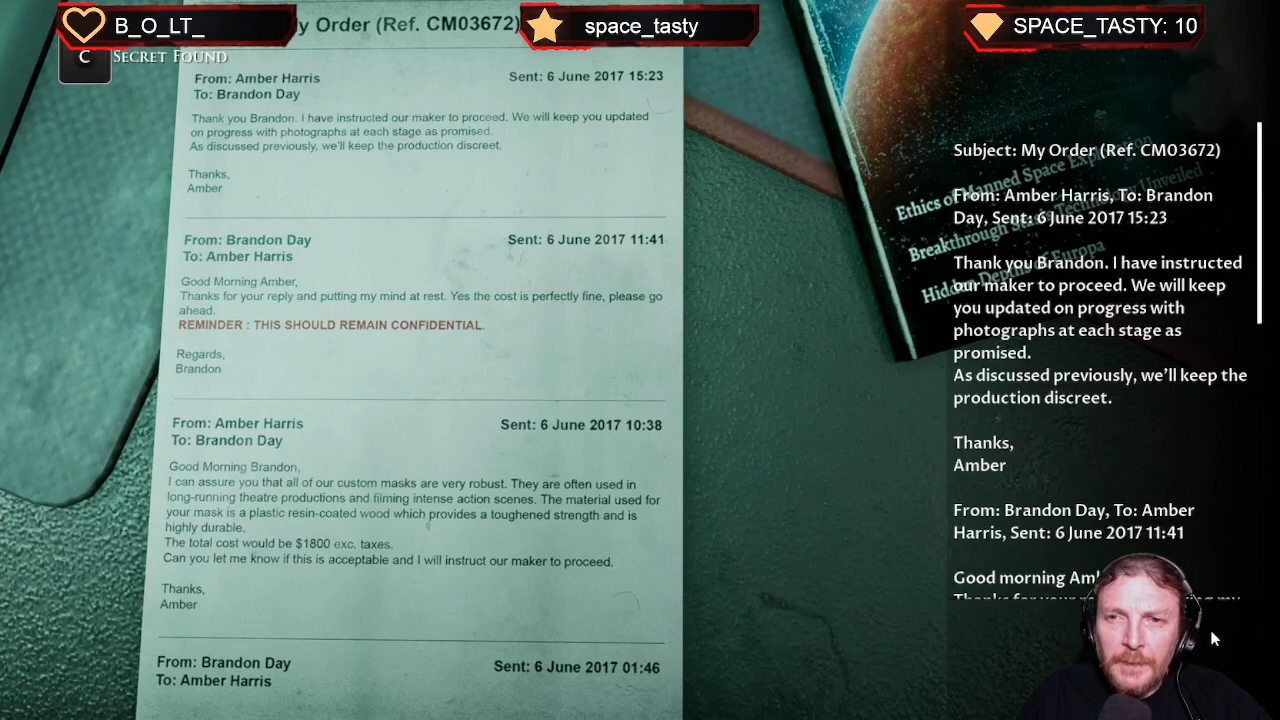 B_O_LT_
space_tasty
SPACE_TASTY: 10
C
SECRET FOUND
y Order (Ref. CM03672)
From: Amber Harris
To: Brandon Day
Sent: 6 June 2017 15:23
Thank you Brandon. I have instructed our maker to proceed. We will keep you updated
on progress with photographs at each stage as promised.
As discussed previously, we'll keep the production discreet.
Thanks,
Amber
From: Brandon Day
To: Amber Harris
Sent: 6 June 2017 11:41
Good Morning Amber,
Thanks for your reply and putting my mind at rest. Yes the cost is perfectly fine, please go
ahead.
REMINDER : THIS SHOULD REMAIN CONFIDENTIAL.
Regards,
Brandon
From: Amber Harris
To: Brandon Day
Sent: 6 June 2017 10:38
Good Morning Brandon,
I can assure you that all of our custom masks are very robust. They are often used in
long-running theatre productions and filming intense action scenes. The material used for
your mask is a plastic resin-coated wood which provides a toughened strength and is
highly durable.
The total cost would be $1800 exc. taxes.
Can you let me know if this is acceptable and I will instruct our maker to proceed.
Thanks,
Amber
From: Brandon Day
To: Amber Harris
Sent: 6 June 2017 01:46
Ethics of Manned Space Exploration
Breakthrough Stasis Technology Unveiled
Hidden Depths of Europa
Subject: My Order (Ref. CM03672)
From: Amber Harris, To: Brandon
Day, Sent: 6 June 2017 15:23
Thank you Brandon. I have instructed
our maker to proceed. We will keep
you updated on progress with
photographs at each stage as
promised.
As discussed previously, we'll keep the
production discreet.
Thanks,
Amber
From: Brandon Day, To: Amber
Harris, Sent: 6 June 2017 11:41
Good morning Am